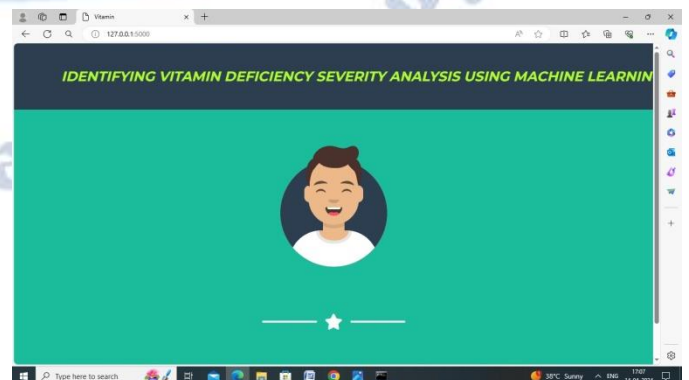 Vitamin
127.0.0.1:5000
IDENTIFYING VITAMIN DEFICIENCY SEVERITY ANALYSIS USING MACHINE LEARNIN
Type here to search
38°C Sunny
ENG
17:07